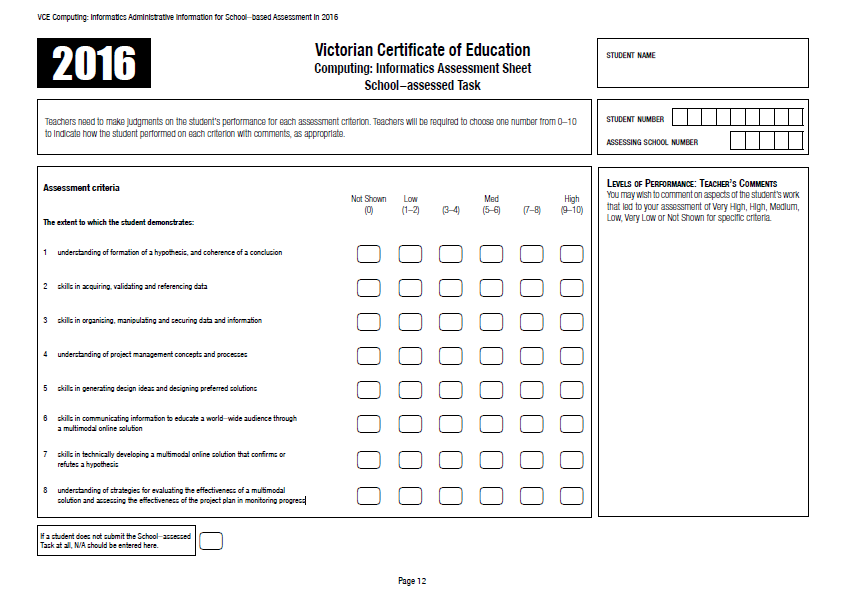 VCE Computing: Informatics Administrative Information for School–based Assessment in 2016
2016
Victorian Certificate of Education
Computing: Informatics Assessment Sheet
School–assessed Task
STUDENT NAME
Teachers need to make judgments on the student's performance for each assessment criterion. Teachers will be required to choose one number from 0–10
to indicate how the student performed on each criterion with comments, as appropriate.
STUDENT NUMBER
ASSESSING SCHOOL NUMBER
Assessment criteria
Not Shown Low Med High
(0) (1–2) (3–4) (5–6) (7–8) (9–10)
The extent to which the student demonstrates:
1 understanding of formation of a hypothesis, and coherence of a conclusion
2 skills in acquiring, validating and referencing data
3 skills in organising, manipulating and securing data and information
4 understanding of project management concepts and processes
5 skills in generating design ideas and designing preferred solutions
6 skills in communicating information to educate a world–wide audience through
a multimodal online solution
7 skills in technically developing a multimodal online solution that confirms or
refutes a hypothesis
8 understanding of strategies for evaluating the effectiveness of a multimodal
solution and assessing the effectiveness of the project plan in monitoring progress
LEVELS OF PERFORMANCE: TEACHER'S COMMENTS
You may wish to comment on aspects of the student's work
that led to your assessment of Very High, High, Medium,
Low, Very Low or Not Shown for specific criteria.
If a student does not submit the School–assessed
Task at all, N/A should be entered here.
Page 12